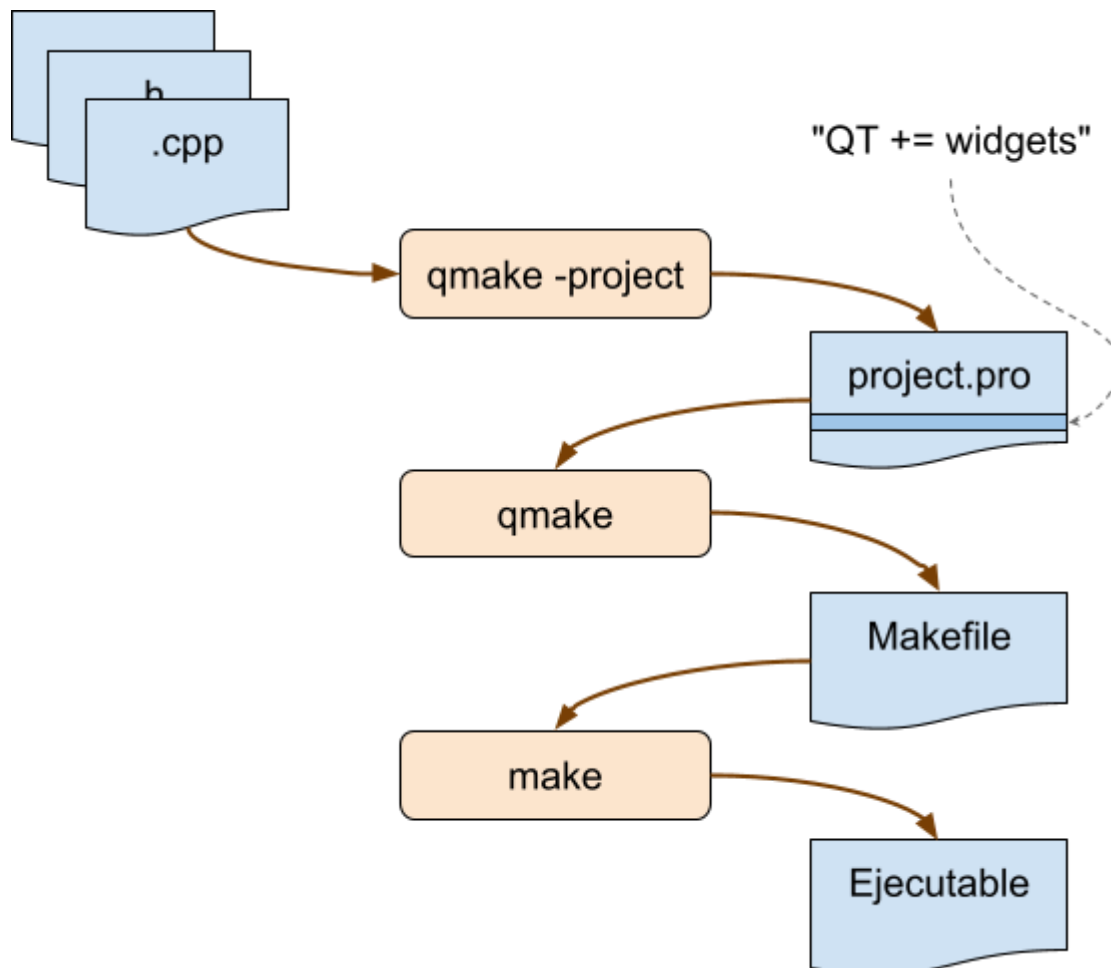 .cpp
"QT += widgets"
qmake -project
project.pro
qmake
Makefile
make
Ejecutable